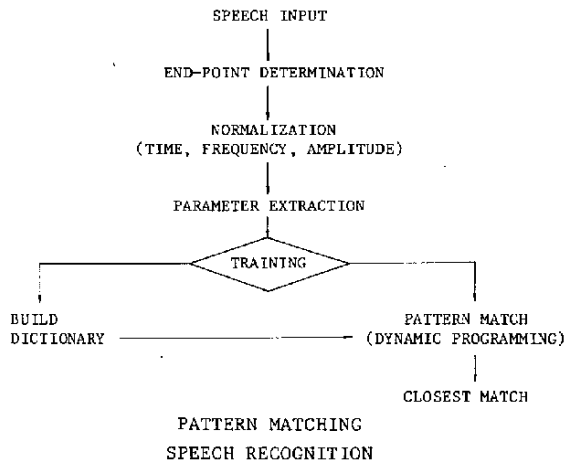 SPEECH INPUT
END-POINT DETERMINATION
NORMALIZATION
(TIME, FREQUENCY, AMPLITUDE)
PARAMETER EXTRACTION
TRAINING
BUILD
DICTIONARY
PATTERN MATCH
(DYNAMIC PROGRAMMING)
CLOSEST MATCH
PATTERN MATCHING
SPEECH RECOGNITION